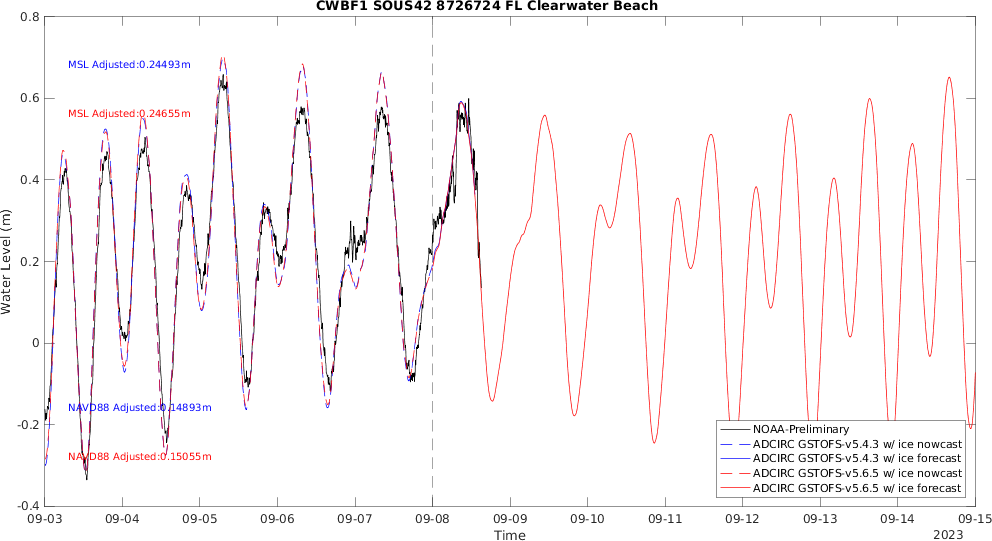 CWBF1 SOUS42 8726724 FL Clearwater Beach
0.8
0.6
0.4
0.2
0
-0.2
-0.4
Water Level (m)
MSL Adjusted:0.24493m
MSL Adjusted:0.24655m
NAVD88 Adjusted:0.14893m
NAVD88 Adjusted:0.15055m
NOAA-Preliminary
ADCIRC GSTOFS-v5.4.3 w/ ice nowcast
ADCIRC GSTOFS-v5.4.3 w/ ice forecast
ADCIRC GSTOFS-v5.6.5 w/ ice nowcast
ADCIRC GSTOFS-v5.6.5 w/ ice forecast
09-03 09-04 09-05 09-06 09-07 09-08 09-09 09-10 09-11 09-12 09-13 09-14 09-15
Time
2023